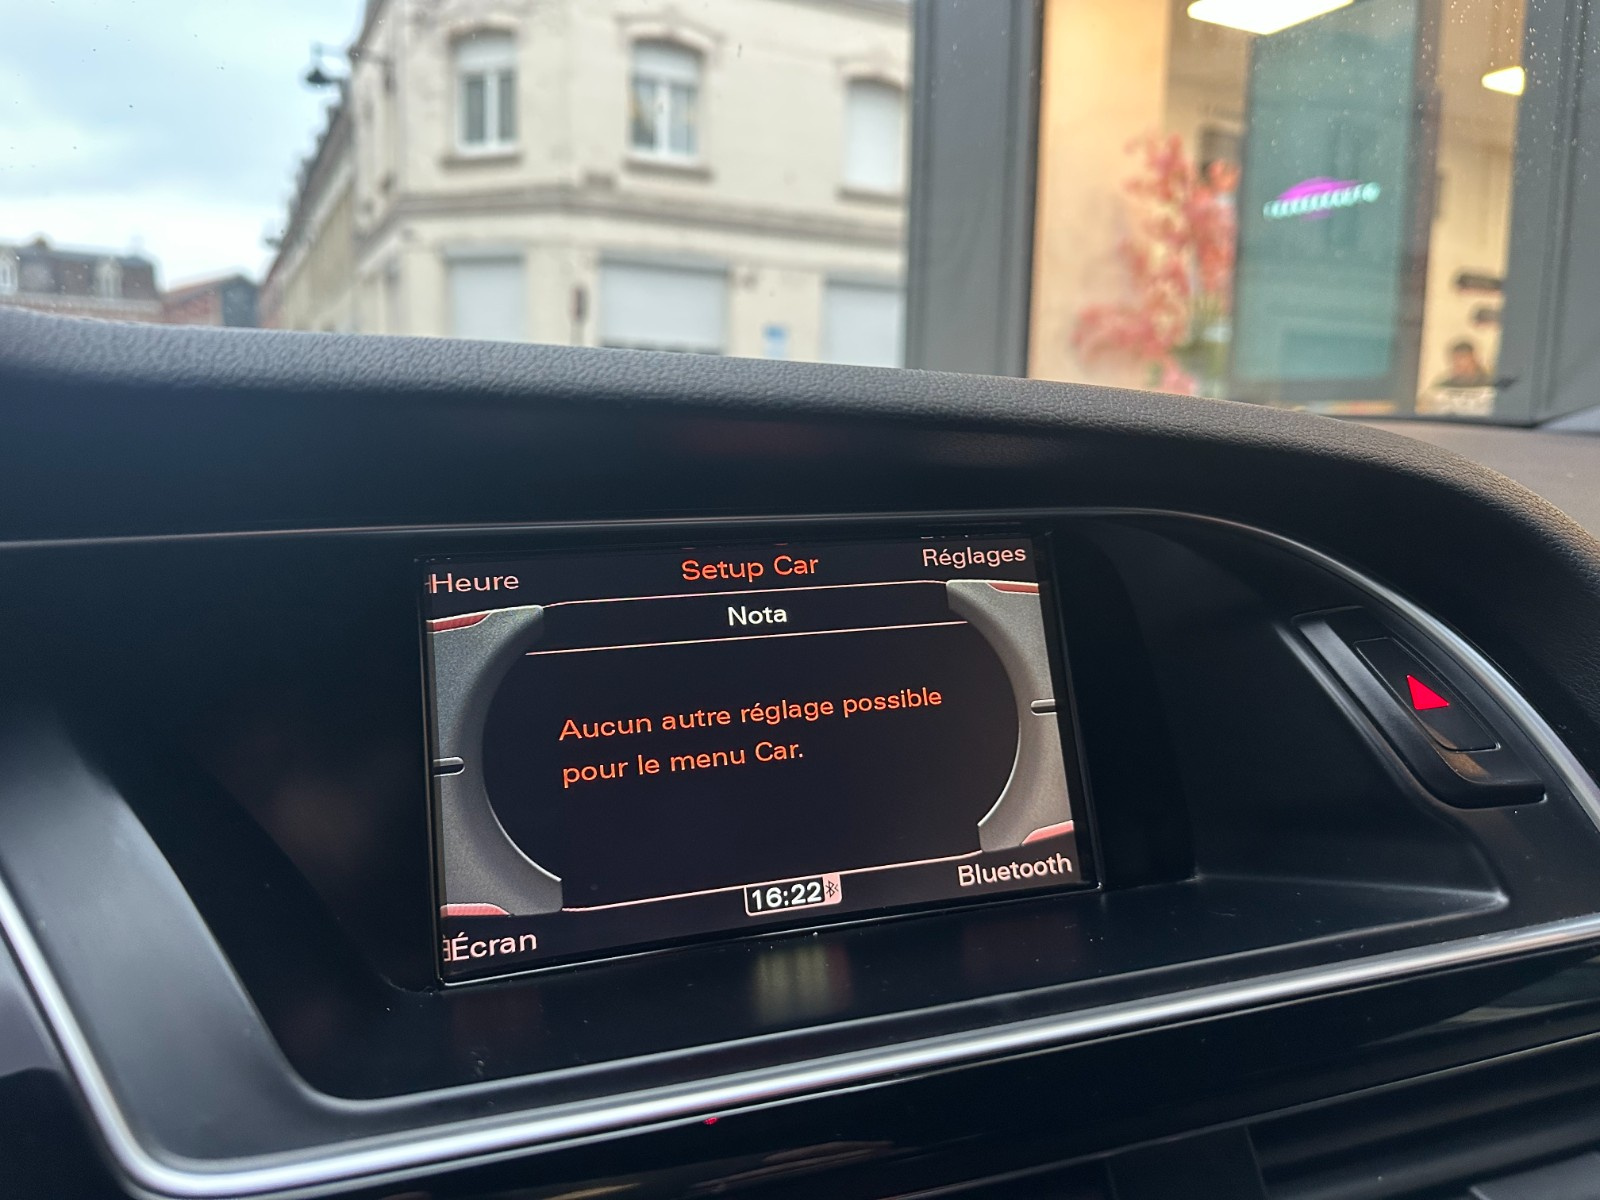 Heure
Setup Car
Réglages
Nota
Aucun autre réglage possible
pour le menu Car.
16:22
Bluetooth
Écran